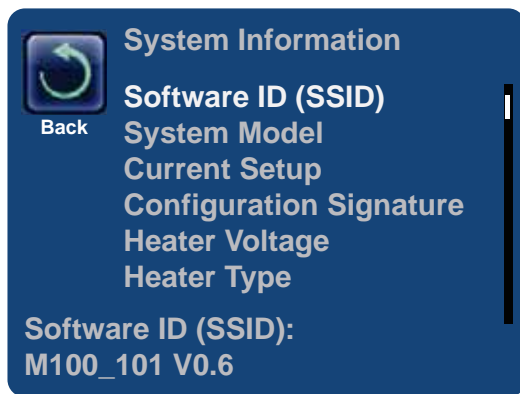 System Information
Back
Software ID (SSID)
System Model
Current Setup
Configuration Signature
Heater Voltage
Heater Type
Software ID (SSID):
M100_101 V0.6